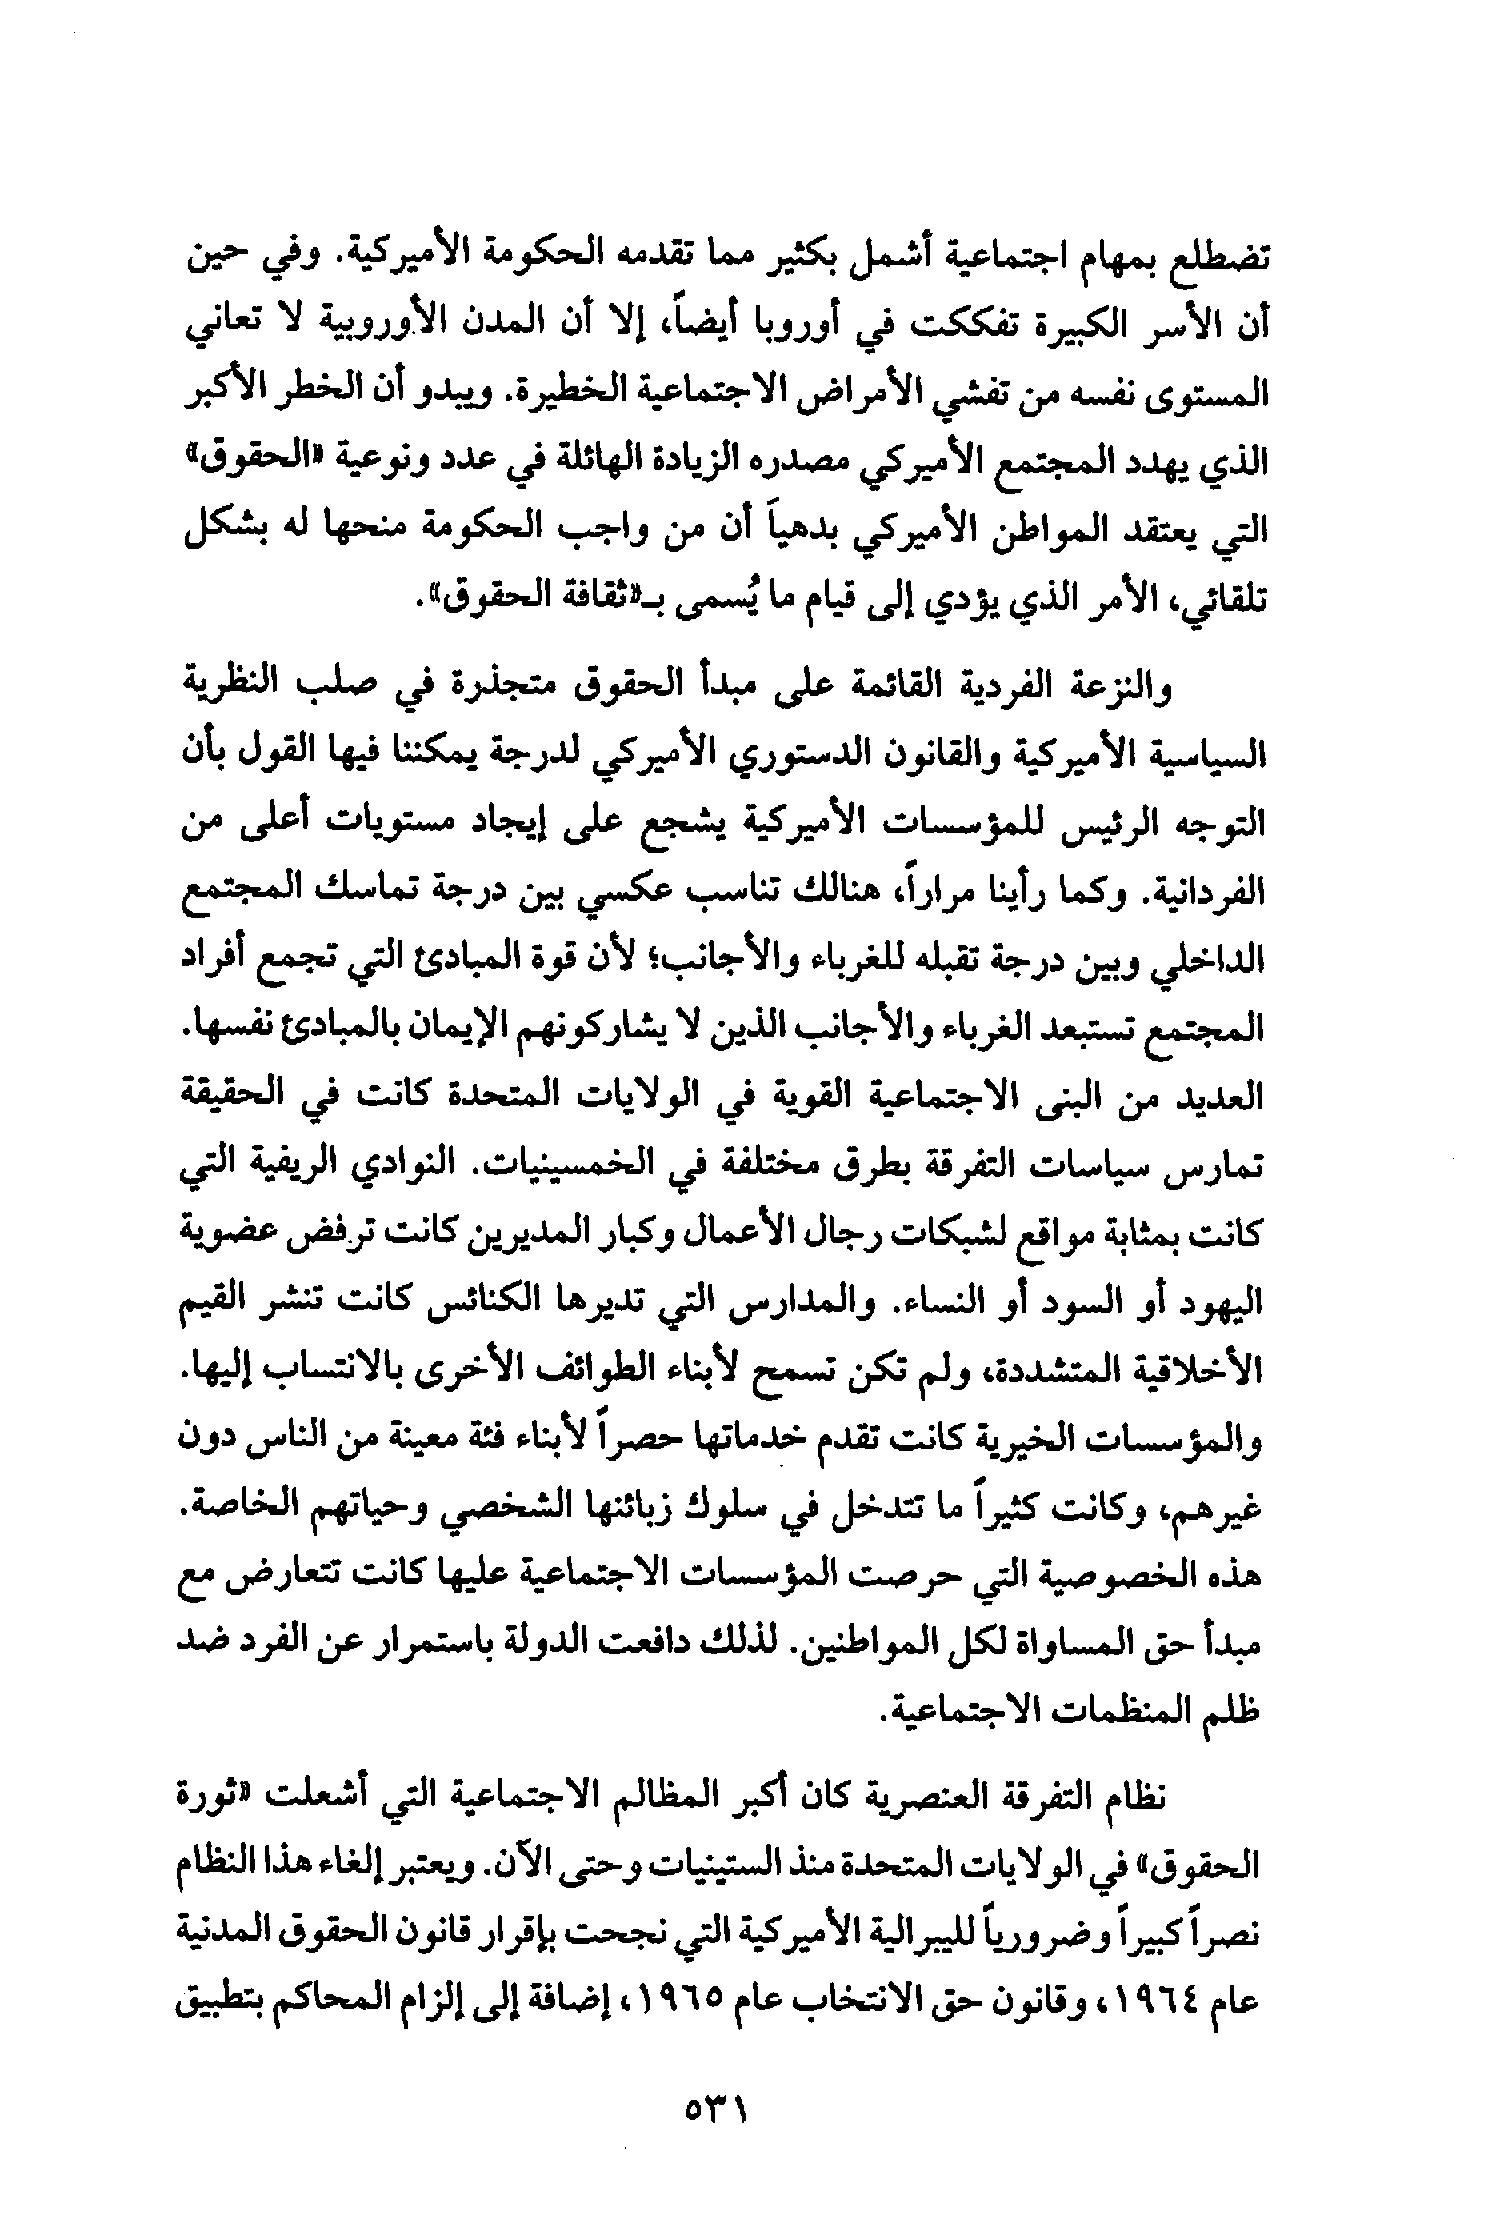 تضطلع بمهام اجتماعية أشمل بكثير مما تقدمه الحكومة الأميركية. وفي حين
أن الأسر الكبيرة تفككت في أوروبا أيضاً، إلا أن المدن الأوروبية لا تعاني
المستوى نفسه من تفشي الأمراض الاجتماعية الخطيرة. ويبدو أن الخطر الأكبر
الذي يهدد المجتمع الأميركي مصدره الزيادة الهائلة في عدد ونوعية «الحقوق»
التي يعتقد المواطن الأميركي بدهياً أن من واجب الحكومة منحها له بشكل
تلقائي، الأمر الذي يؤدي إلى قيام ما يُسمى بـ«ثقافة الحقوق».
والنزعة الفردية القائمة على مبدأ الحقوق متجذرة في صلب النظرية
السياسية الأميركية والقانون الدستوري الأميركي لدرجة يمكننا فيها القول بأن
التوجه الرئيس للمؤسسات الأميركية يشجع على إيجاد مستويات أعلى من
الفردانية. وكما رأينا مراراً، هنالك تناسب عكسي بين درجة تماسك المجتمع
الداخلي وبين درجة تقبله للغرباء والأجانب؛ لأن قوة المبادئ التي تجمع أفراد
المجتمع تستبعد الغرباء والأجانب الذين لا يشاركونهم الإيمان بالمبادئ نفسها.
العديد من البنى الاجتماعية القوية في الولايات المتحدة كانت في الحقيقة
تمارس سياسات التفرقة بطرق مختلفة في الخمسينيات. النوادي الريفية التي
كانت بمثابة مواقع لشبكات رجال الأعمال وكبار المديرين كانت ترفض عضوية
اليهود أو السود أو النساء. والمدارس التي تديرها الكنائس كانت تنشر القيم
الأخلاقية المتشددة، ولم تكن تسمح لأبناء الطوائف الأخرى بالانتساب إليها.
والمؤسسات الخيرية كانت تقدم خدماتها حصراً لأبناء فئة معينة من الناس دون
غيرهم، وكانت كثيراً ما تتدخل في سلوك زبائنها الشخصي وحياتهم الخاصة.
هذه الخصوصية التي حرصت المؤسسات الاجتماعية عليها كانت تتعارض مع
مبدأ حق المساواة لكل المواطنين. لذلك دافعت الدولة باستمرار عن الفرد ضد
ظلم المنظمات الاجتماعية.
نظام التفرقة العنصرية كان أكبر المظالم الاجتماعية التي أشعلت «ثورة
الحقوق» في الولايات المتحدة منذ الستينيات وحتى الآن. ويعتبر إلغاء هذا النظام
نصراً كبيراً وضرورياً لليبرالية الأميركية التي نجحت بإقرار قانون الحقوق المدنية
عام ١٩٦٤، وقانون حق الانتخاب عام ١٩٦٥، إضافة إلى إلزام المحاكم بتطبيق
٥٣١